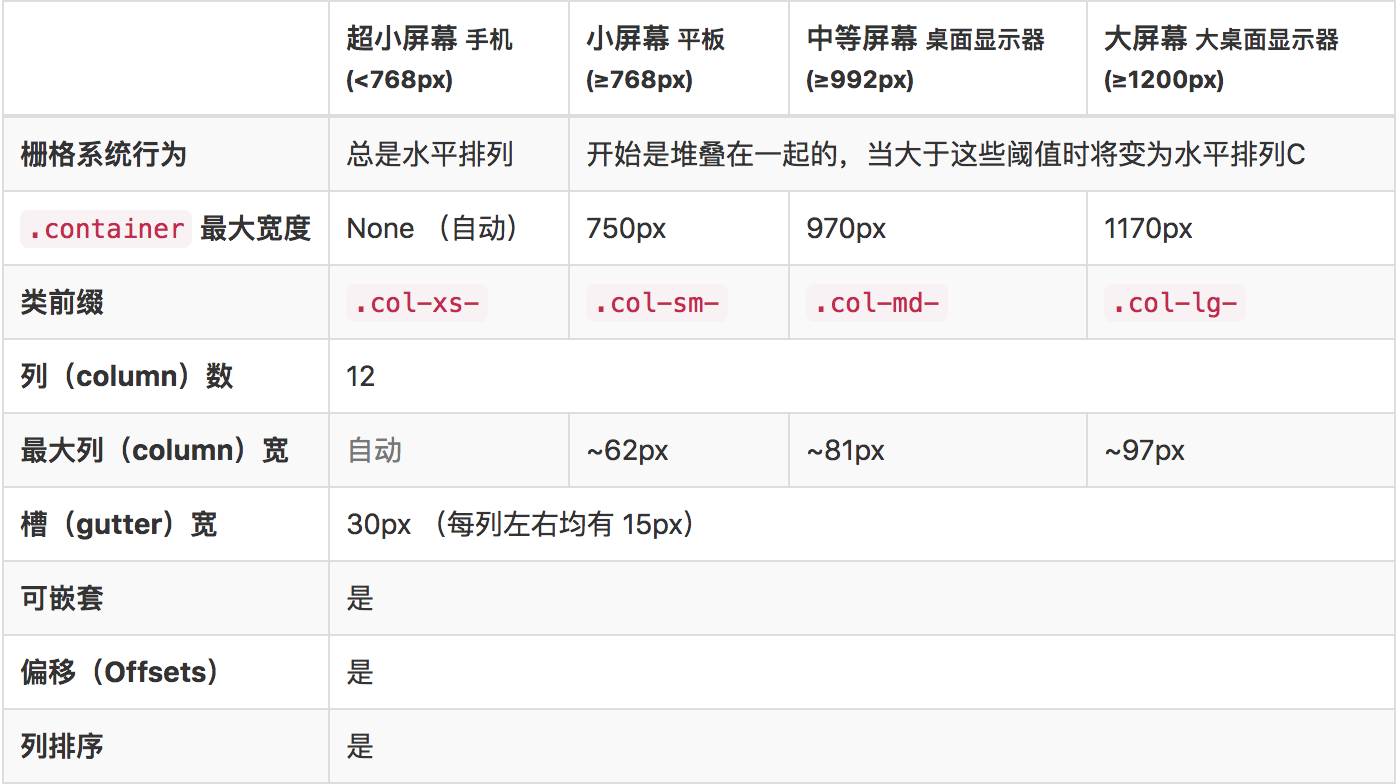 超小屏幕 手机 (<768px)
小屏幕 平板 (≥768px)
中等屏幕 桌面显示器 (≥992px)
大屏幕 大桌面显示器 (≥1200px)
栅格系统行为
总是水平排列
开始是堆叠在一起的，当大于这些阈值时将变为水平排列C
.container 最大宽度
None （自动）
750px
970px
1170px
类前缀
.col-xs-
.col-sm-
.col-md-
.col-lg-
列（column）数
12
最大列（column）宽
自动
~62px
~81px
~97px
槽（gutter）宽
30px （每列左右均有 15px）
可嵌套
是
偏移（Offsets）
是
列排序
是